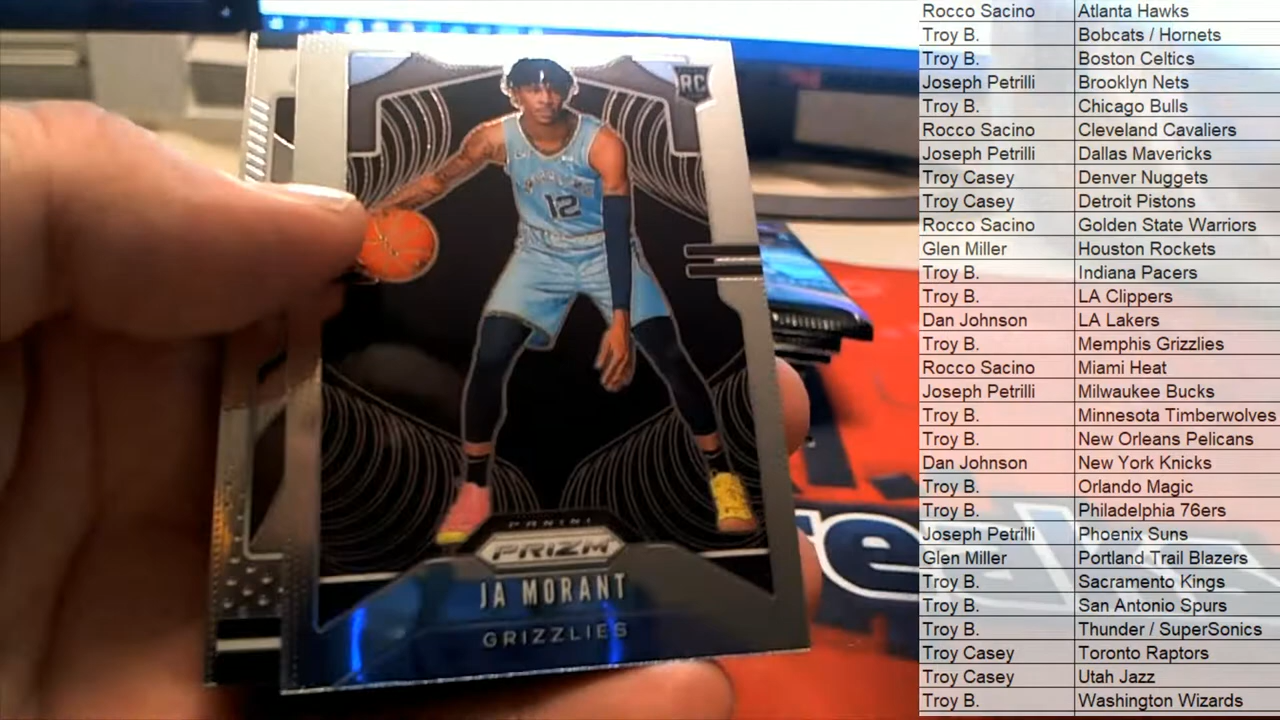 RC
12
PANINI
PRIZM
JA MORANT
GRIZZLIES
Rocco Sacino Atlanta Hawks
Troy B. Bobcats / Hornets
Troy B. Boston Celtics
Joseph Petrilli Brooklyn Nets
Troy B. Chicago Bulls
Rocco Sacino Cleveland Cavaliers
Joseph Petrilli Dallas Mavericks
Troy Casey Denver Nuggets
Troy Casey Detroit Pistons
Rocco Sacino Golden State Warriors
Glen Miller Houston Rockets
Troy B. Indiana Pacers
Troy B. LA Clippers
Dan Johnson LA Lakers
Troy B. Memphis Grizzlies
Rocco Sacino Miami Heat
Joseph Petrilli Milwaukee Bucks
Troy B. Minnesota Timberwolves
Troy B. New Orleans Pelicans
Dan Johnson New York Knicks
Troy B. Orlando Magic
Troy B. Philadelphia 76ers
Joseph Petrilli Phoenix Suns
Glen Miller Portland Trail Blazers
Troy B. Sacramento Kings
Troy B. San Antonio Spurs
Troy B. Thunder / SuperSonics
Troy Casey Toronto Raptors
Troy Casey Utah Jazz
Troy B. Washington Wizards